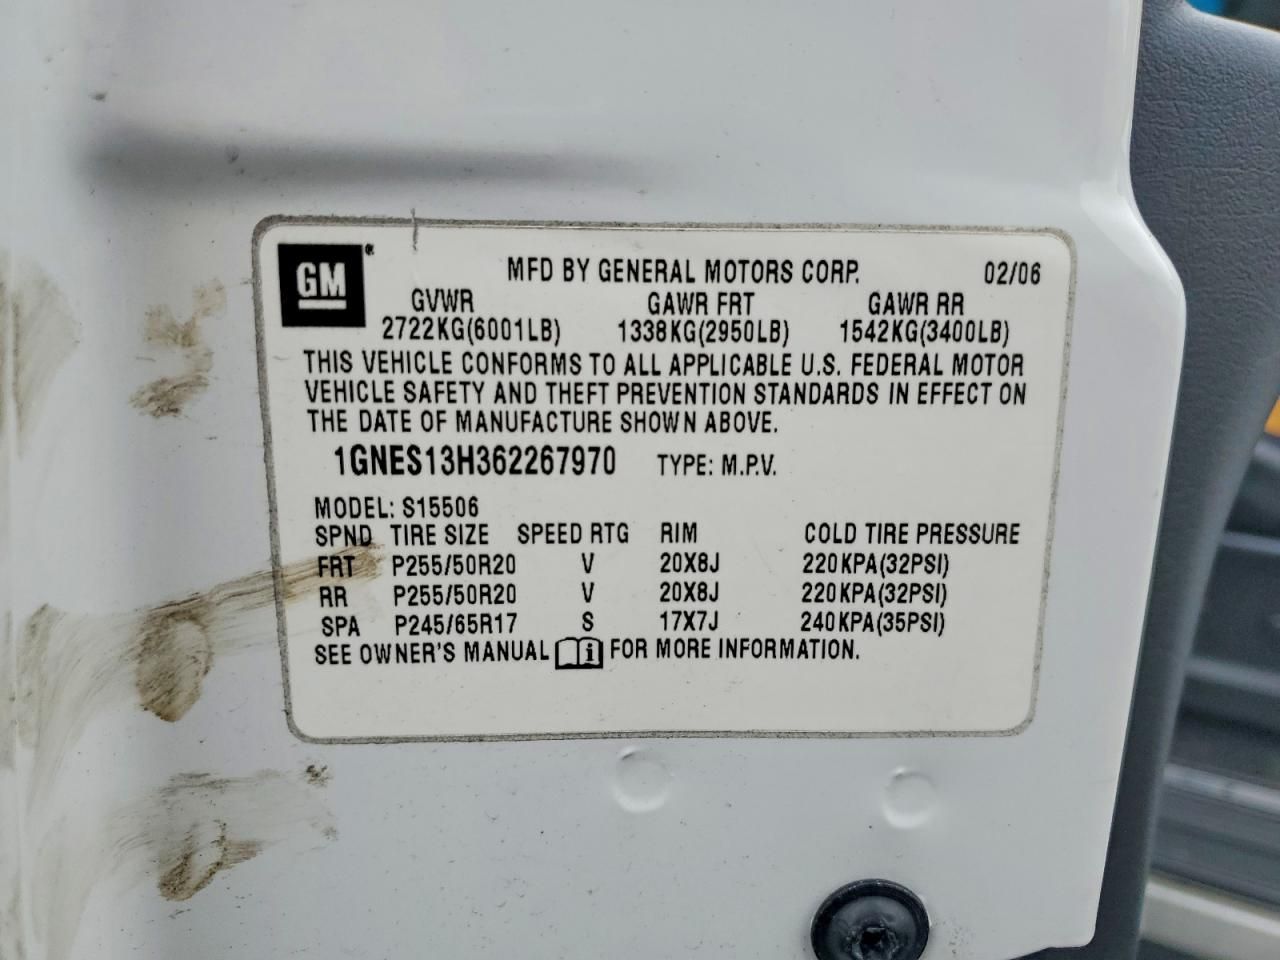 GM®
MFD BY GENERAL MOTORS CORP. 02/06
GVWR GAWR FRT GAWR RR
2722KG(6001LB) 1338KG(2950LB) 1542KG(3400LB)
THIS VEHICLE CONFORMS TO ALL APPLICABLE U.S. FEDERAL MOTOR
VEHICLE SAFETY AND THEFT PREVENTION STANDARDS IN EFFECT ON
THE DATE OF MANUFACTURE SHOWN ABOVE.
1GNES13H362267970 TYPE: M.P.V.
MODEL: S15506
SPND TIRE SIZE SPEED RTG RIM COLD TIRE PRESSURE
FRT P255/50R20 V 20X8J 220KPA(32PSI)
RR P255/50R20 V 20X8J 220KPA(32PSI)
SPA P245/65R17 S 17X7J 240KPA(35PSI)
SEE OWNER'S MANUAL i FOR MORE INFORMATION.